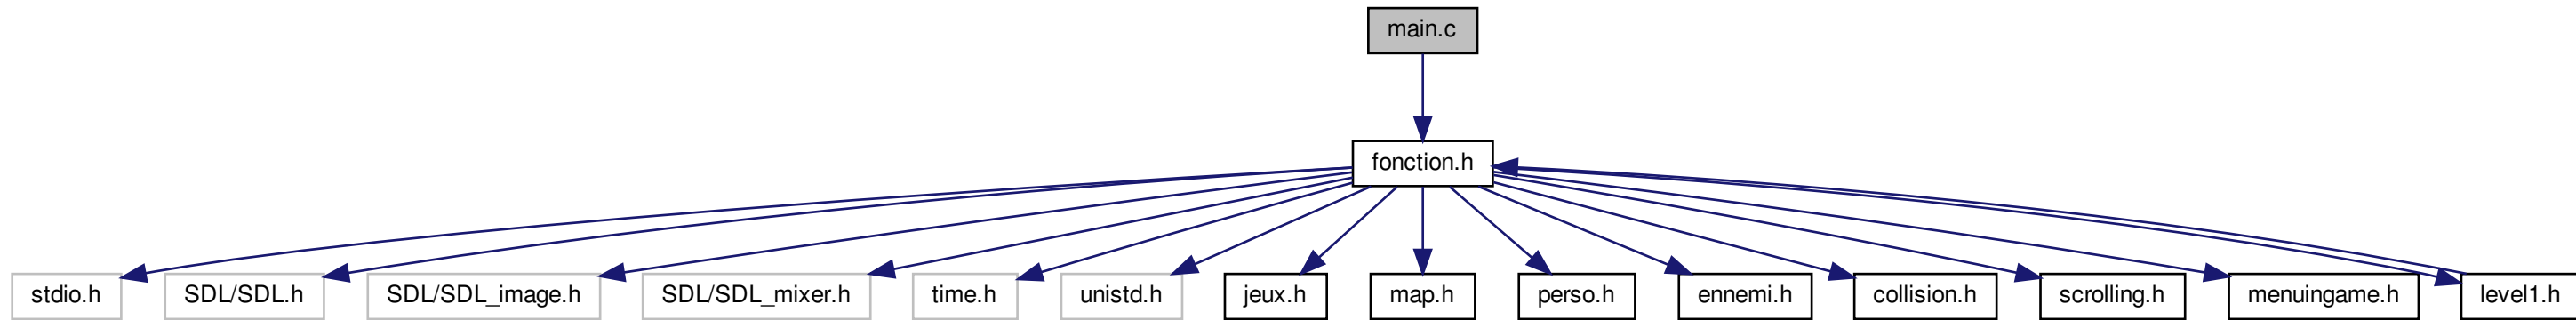 main.c
fonction.h
stdio.h
SDL/SDL.h
SDL/SDL_image.h
SDL/SDL_mixer.h
time.h
unistd.h
jeux.h
map.h
perso.h
ennemi.h
collision.h
scrolling.h
menuingame.h
level1.h